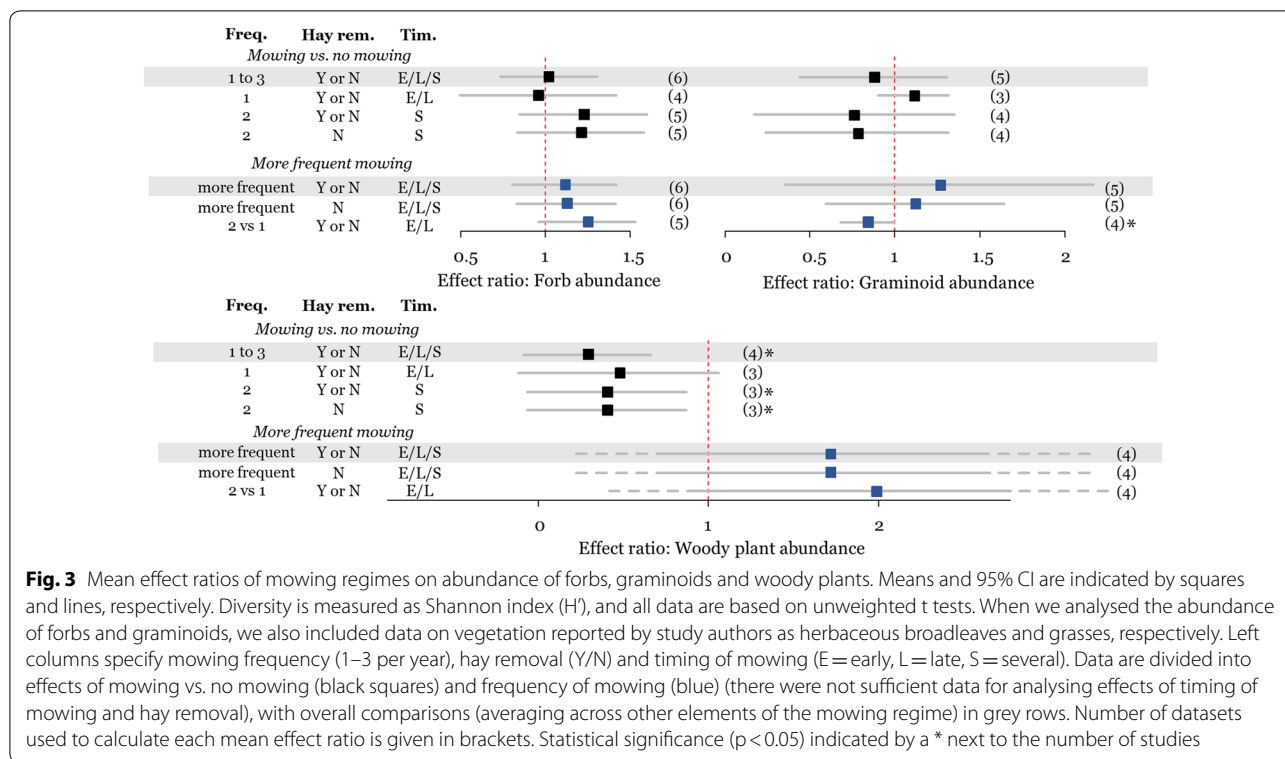 Freq. Hay rem. Tim.
Mowing vs. no mowing
1 to 3 Y or N E/L/S (6) (5)
1 Y or N E/L (4) (3)
2 Y or N S (5) (4)
2 N S (5) (4)
More frequent mowing
more frequent Y or N E/L/S (6) (5)
more frequent N E/L/S (6) (5)
2 vs 1 Y or N E/L (5) (4)*
0.5 1 1.5 0 0.5 1 1.5 2
Effect ratio: Forb abundance Effect ratio: Graminoid abundance
Freq. Hay rem. Tim.
Mowing vs. no mowing
1 to 3 Y or N E/L/S (4)*
1 Y or N E/L (3)
2 Y or N S (3)*
2 N S (3)*
More frequent mowing
more frequent Y or N E/L/S (4)
more frequent N E/L/S (4)
2 vs 1 Y or N E/L (4)
0 1 2
Effect ratio: Woody plant abundance
Fig. 3 Mean effect ratios of mowing regimes on abundance of forbs, graminoids and woody plants. Means and 95% CI are indicated by squares
and lines, respectively. Diversity is measured as Shannon index (H′), and all data are based on unweighted t tests. When we analysed the abundance
of forbs and graminoids, we also included data on vegetation reported by study authors as herbaceous broadleaves and grasses, respectively. Left
columns specify mowing frequency (1–3 per year), hay removal (Y/N) and timing of mowing (E = early, L = late, S = several). Data are divided into
effects of mowing vs. no mowing (black squares) and frequency of mowing (blue) (there were not sufficient data for analysing effects of timing of
mowing and hay removal), with overall comparisons (averaging across other elements of the mowing regime) in grey rows. Number of datasets
used to calculate each mean effect ratio is given in brackets. Statistical significance (p < 0.05) indicated by a * next to the number of studies